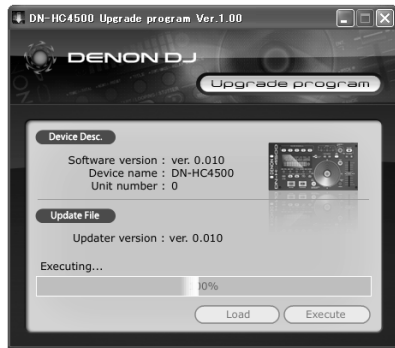 DN-HC4500 Upgrade program Ver.1.00
DENON DJ
Upgrade program
Device Desc.
Software version : ver. 0.010
Device name : DN-HC4500
Unit number : 0
Update File
Updater version : ver. 0.010
Executing...
Load Execute